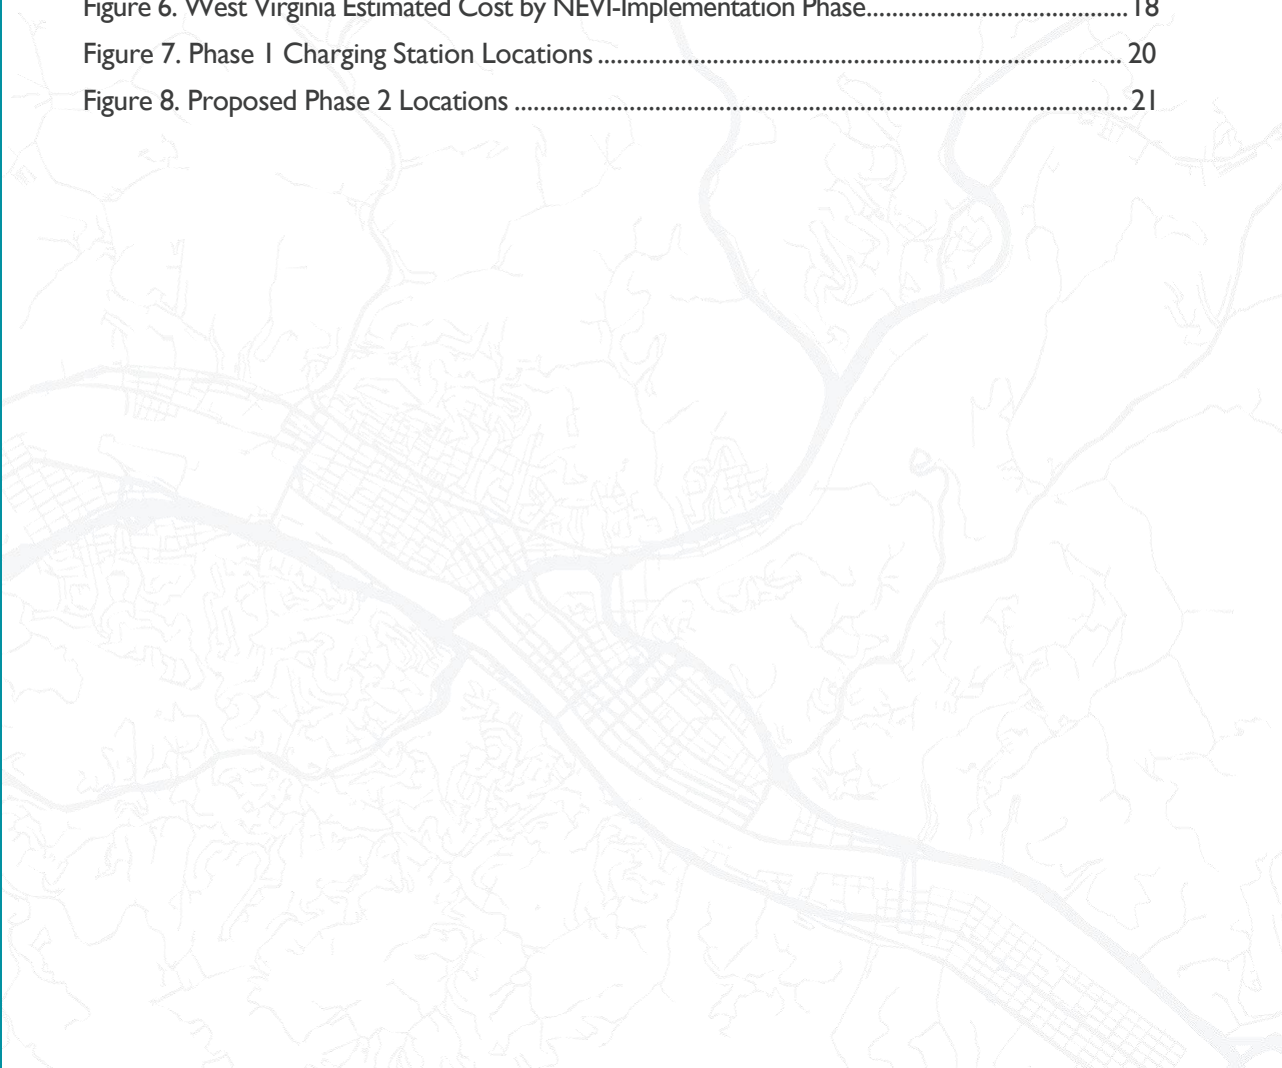 Figure 6. West Virginia Estimated Cost by NEVI-Implementation Phase....................................18
Figure 7. Phase 1 Charging Station Locations ........................................................................ 20
Figure 8. Proposed Phase 2 Locations .....................................................................................21